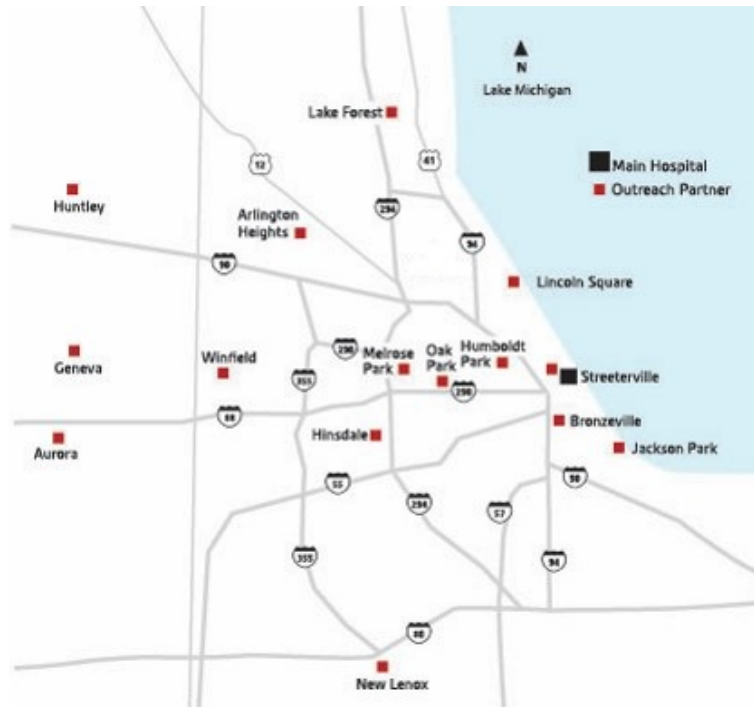 N
Lake Michigan
Lake Forest
41
12
Main Hospital
Outreach Partner
Huntley
294
Arlington
Heights
94
90
Lincoln Square
Geneva
Winfield
290
Melrose
Park
Oak
Park
Humboldt
Park
355
290
Streeterville
88
Bronzeville
Aurora
Hinsdale
Jackson Park
55
90
294
57
355
94
80
New Lenox